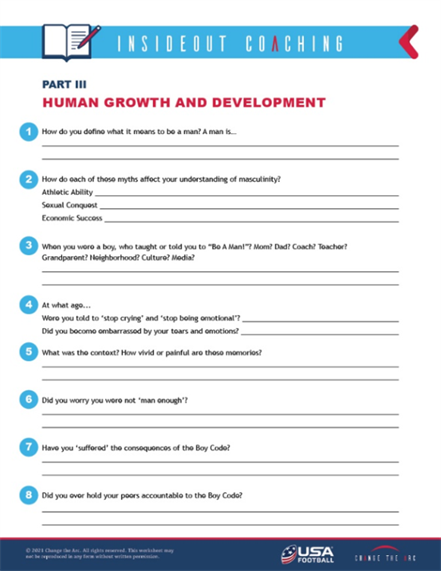 INSIDEOUT COACHING
PART III
HUMAN GROWTH AND DEVELOPMENT
1 How do you define what it means to be a man? A man is...
2 How do each of these myths affect your understanding of masculinity?
Athletic Ability
Sexual Conquest
Economic Success
3 When you were a boy, who taught or told you to "Be A Man!"? Mom? Dad? Coach? Teacher?
Grandparent? Neighborhood? Culture? Media?
4 At what age...
Were you told to 'stop crying' and 'stop being emotional'?
Did you become embarrassed by your tears and emotions?
5 What was the context? How vivid or painful are these memories?
6 Did you worry you were not 'man enough'?
7 Have you 'suffered' the consequences of the Boy Code?
8 Did you ever hold your peers accountable to the Boy Code?
© 2021 Change the Arc. All rights reserved. This worksheet may
not be reproduced in any form without written permission.
USA
FOOTBALL
CHANGE THE ARC